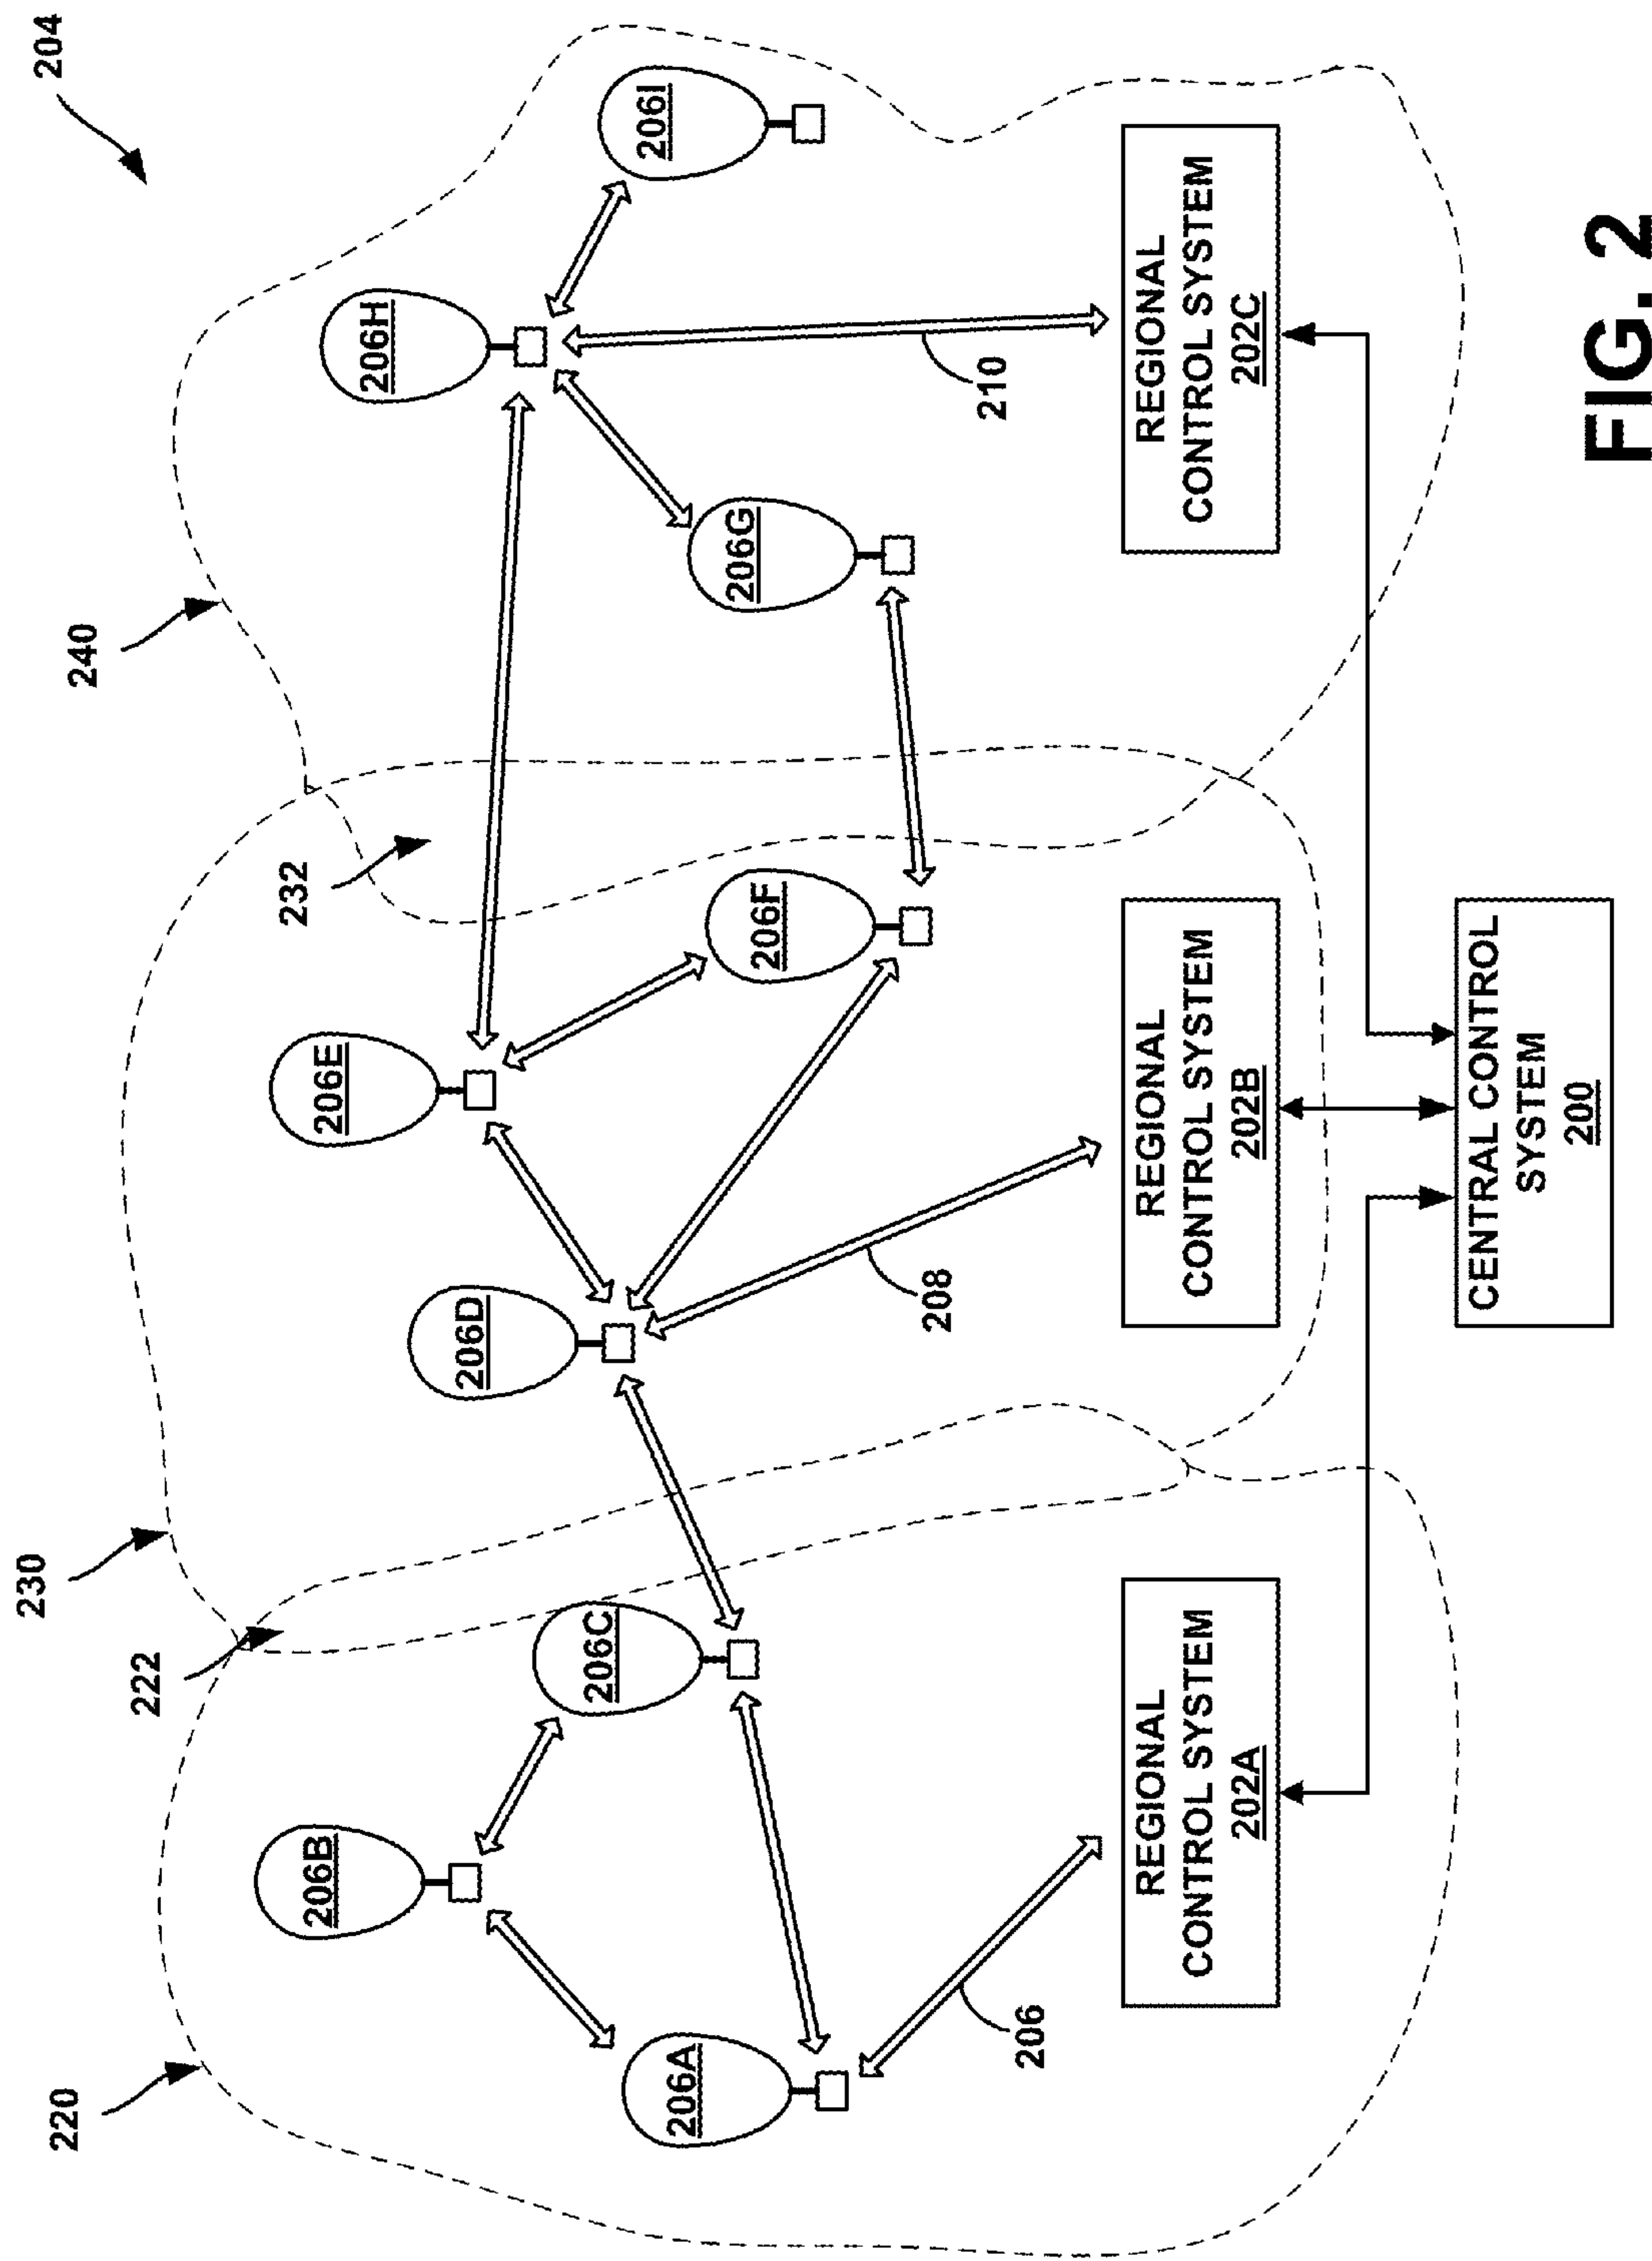 204
240
230
232
222
220
206H
206I
206E
206G
206B
206D
206F
206C
206A
210
208
206
REGIONAL
CONTROL SYSTEM
202A
REGIONAL
CONTROL SYSTEM
202B
REGIONAL
CONTROL SYSTEM
202C
CENTRAL CONTROL
SYSTEM
200
FIG. 2